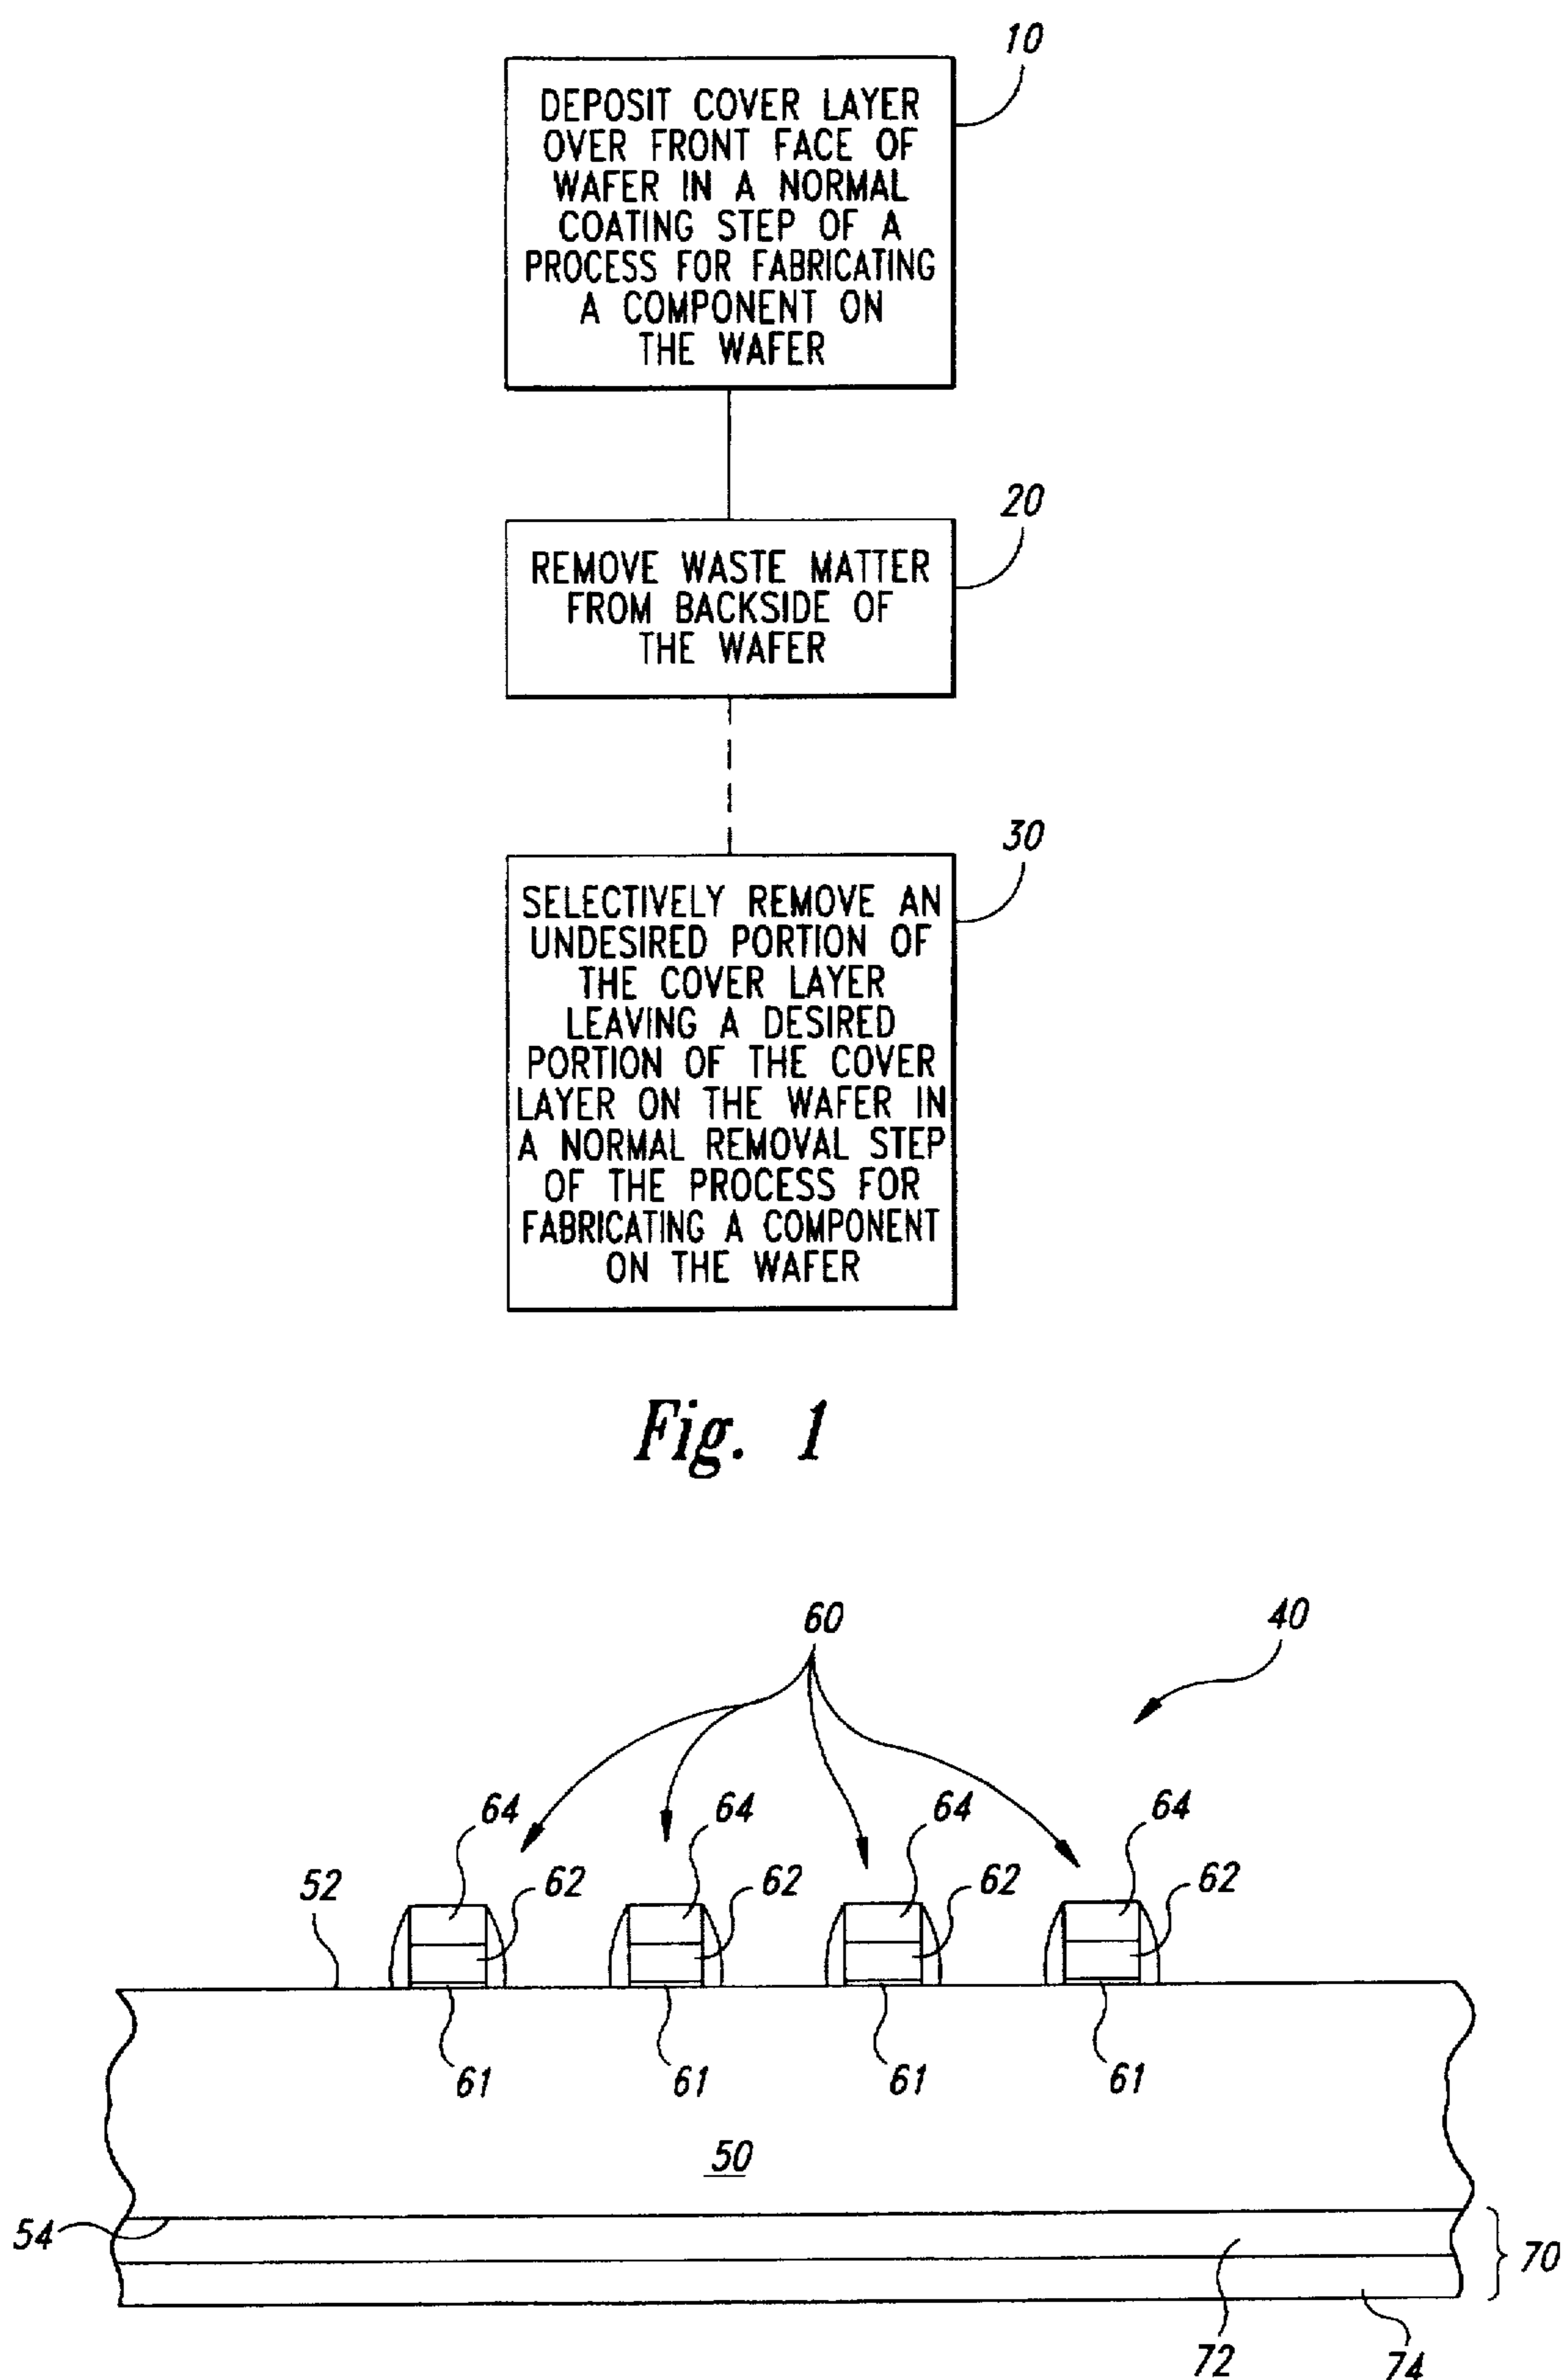 10
DEPOSIT COVER LAYER
OVER FRONT FACE OF
WAFER IN A NORMAL
COATING STEP OF A
PROCESS FOR FABRICATING
A COMPONENT ON
THE WAFER
20
REMOVE WASTE MATTER
FROM BACKSIDE OF
THE WAFER
30
SELECTIVELY REMOVE AN
UNDESIRED PORTION OF
THE COVER LAYER
LEAVING A DESIRED
PORTION OF THE COVER
LAYER ON THE WAFER IN
A NORMAL REMOVAL STEP
OF THE PROCESS FOR
FABRICATING A COMPONENT
ON THE WAFER
Fig. 1
60 40
64 64 64 64
52 62 62 62 62
61 61 61 61
50
54
70
72 74